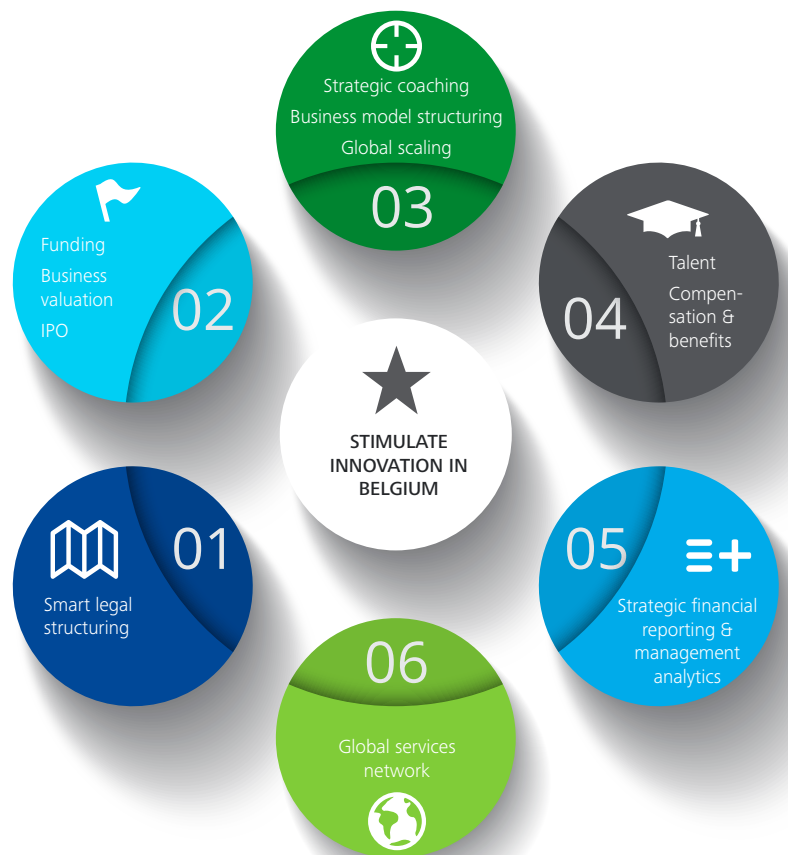 Strategic coaching
Business model structuring
Global scaling
03
Funding
Business
valuation
IPO
02
04
Talent
Compen-
sation &
benefits
STIMULATE
INNOVATION IN
BELGIUM
01
Smart legal
structuring
05
Strategic financial
reporting &
management
analytics
06
Global services
network